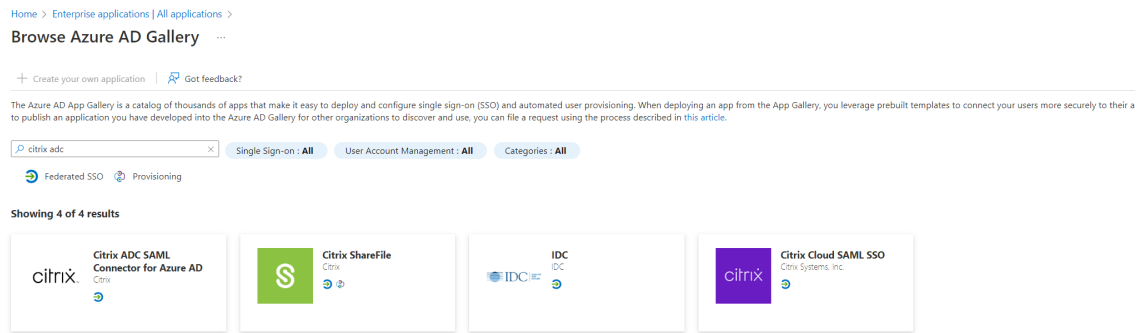 Home > Enterprise applications | All applications >
Browse Azure AD Gallery ...
+ Create your own application | Got feedback?
The Azure AD App Gallery is a catalog of thousands of apps that make it easy to deploy and configure single sign-on (SSO) and automated user provisioning. When deploying an app from the App Gallery, you leverage prebuilt templates to connect your users more securely to their a
to publish an application you have developed into the Azure AD Gallery for other organizations to discover and use, you can file a request using the process described in this article.
citrix adc × Single Sign-on : All User Account Management : All Categories : All
Federated SSO Provisioning
Showing 4 of 4 results
citrix
Citrix ADC SAML
Connector for Azure AD
Citrix
S
Citrix ShareFile
Citrix
IDC
IDC
IDC
citrix
Citrix Cloud SAML SSO
Citrix Systems, Inc.